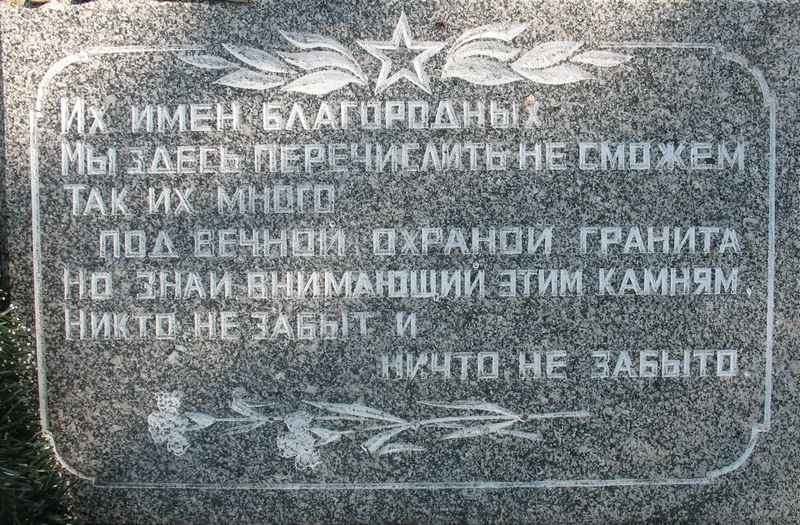 Их имен благородных
Мы здесь перечислить не сможем,
так их много
под вечной охраной гранита
Но знай внимающий этим камням.
Никто не забыт и
ничто не забыто.